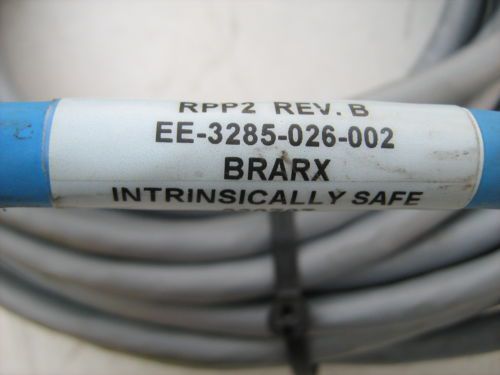 RPP2 REV. B
EE-3285-026-002
BRARX
INTRINSICALLY SAFE